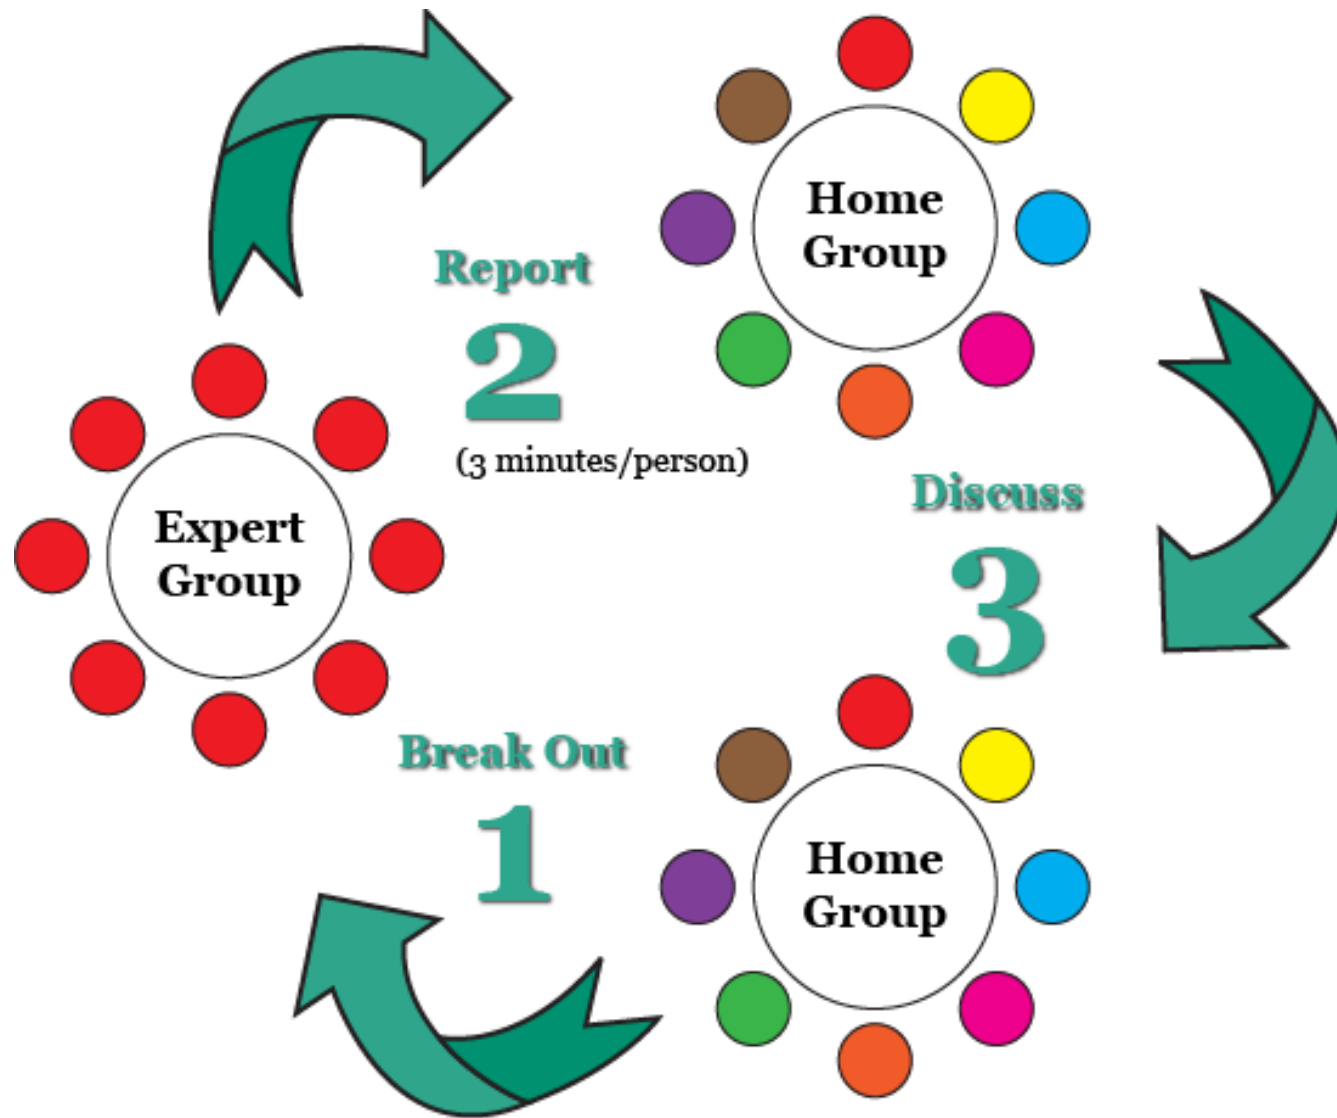 Home
Group
Report
2
(3 minutes/person)
Expert
Group
Discuss
3
Break Out
1
Home
Group